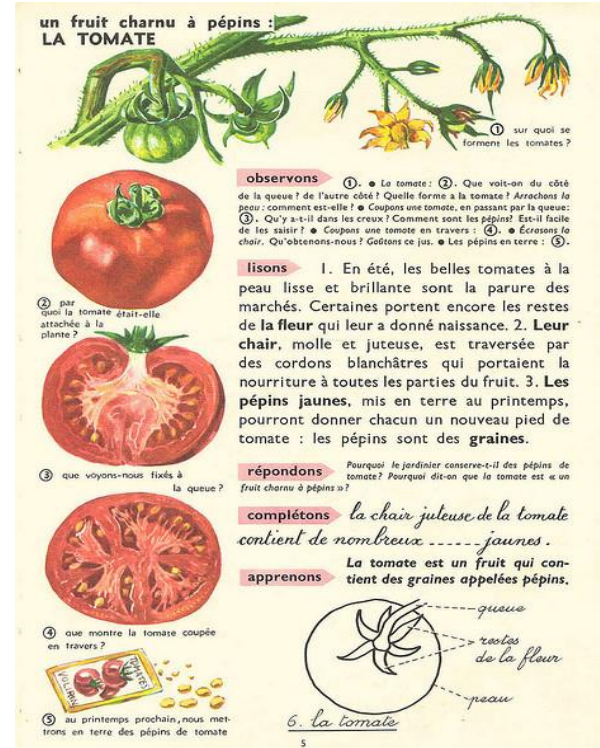 un fruit charnu à pépins :
LA TOMATE
① sur quoi se
forment les tomates ?
observons ①. ● La tomate : ②. Que voit-on du côté
de la queue ? de l'autre côté ? Quelle forme a la tomate ? Arrachons la
peau : comment est-elle ? ● Coupons une tomate, en passant par la queue :
③. Qu'y a-t-il dans les creux ? Comment sont les pépins? Est-il facile
de les saisir ? ● Coupons une tomate en travers : ④. ● Écrasons la
chair. Qu'obtenons-nous ? Goûtons ce jus. ● Les pépins en terre : ⑤.
② par
quoi la tomate était-elle
attachée à la
plante ?
lisons 1. En été, les belles tomates à la
peau lisse et brillante sont la parure des
marchés. Certaines portent encore les restes
de la fleur qui leur a donné naissance. 2. Leur
chair, molle et juteuse, est traversée par
des cordons blanchâtres qui portaient la
nourriture à toutes les parties du fruit. 3. Les
pépins jaunes, mis en terre au printemps,
pourront donner chacun un nouveau pied de
tomate : les pépins sont des graines.
③ que voyons-nous fixés à
la queue ?
répondons Pourquoi le jardinier conserve-t-il des pépins de
tomate? Pourquoi dit-on que la tomate est « un
fruit charnu à pépins » ?
complétons la chair juteuse de la tomate
contient de nombreux ------ jaunes.
apprenons La tomate est un fruit qui con-
tient des graines appelées pépins.
④ que montre la tomate coupée
en travers ?
TOMATES
⑤ au printemps prochain, nous met-
trons en terre des pépins de tomate
queue
restes
de la fleur
peau
6. la tomate
5